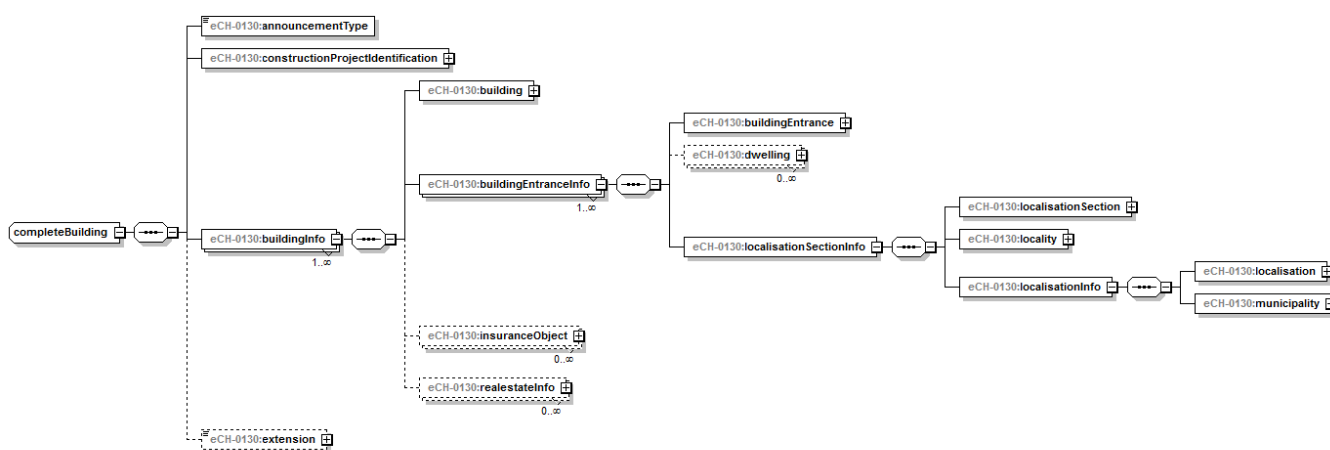 eCH-0130:announcementType
eCH-0130:constructionProjectIdentification
eCH-0130:building
eCH-0130:buildingEntrance
eCH-0130:dwelling
0..∞
eCH-0130:buildingEntranceInfo
1..∞
eCH-0130:localisationSection
completeBuilding
eCH-0130:buildingInfo
1..∞
eCH-0130:localisationSectionInfo
eCH-0130:locality
eCH-0130:localisationInfo
eCH-0130:localisation
eCH-0130:municipality
eCH-0130:insuranceObject
0..∞
eCH-0130:realestateInfo
0..∞
eCH-0130:extension